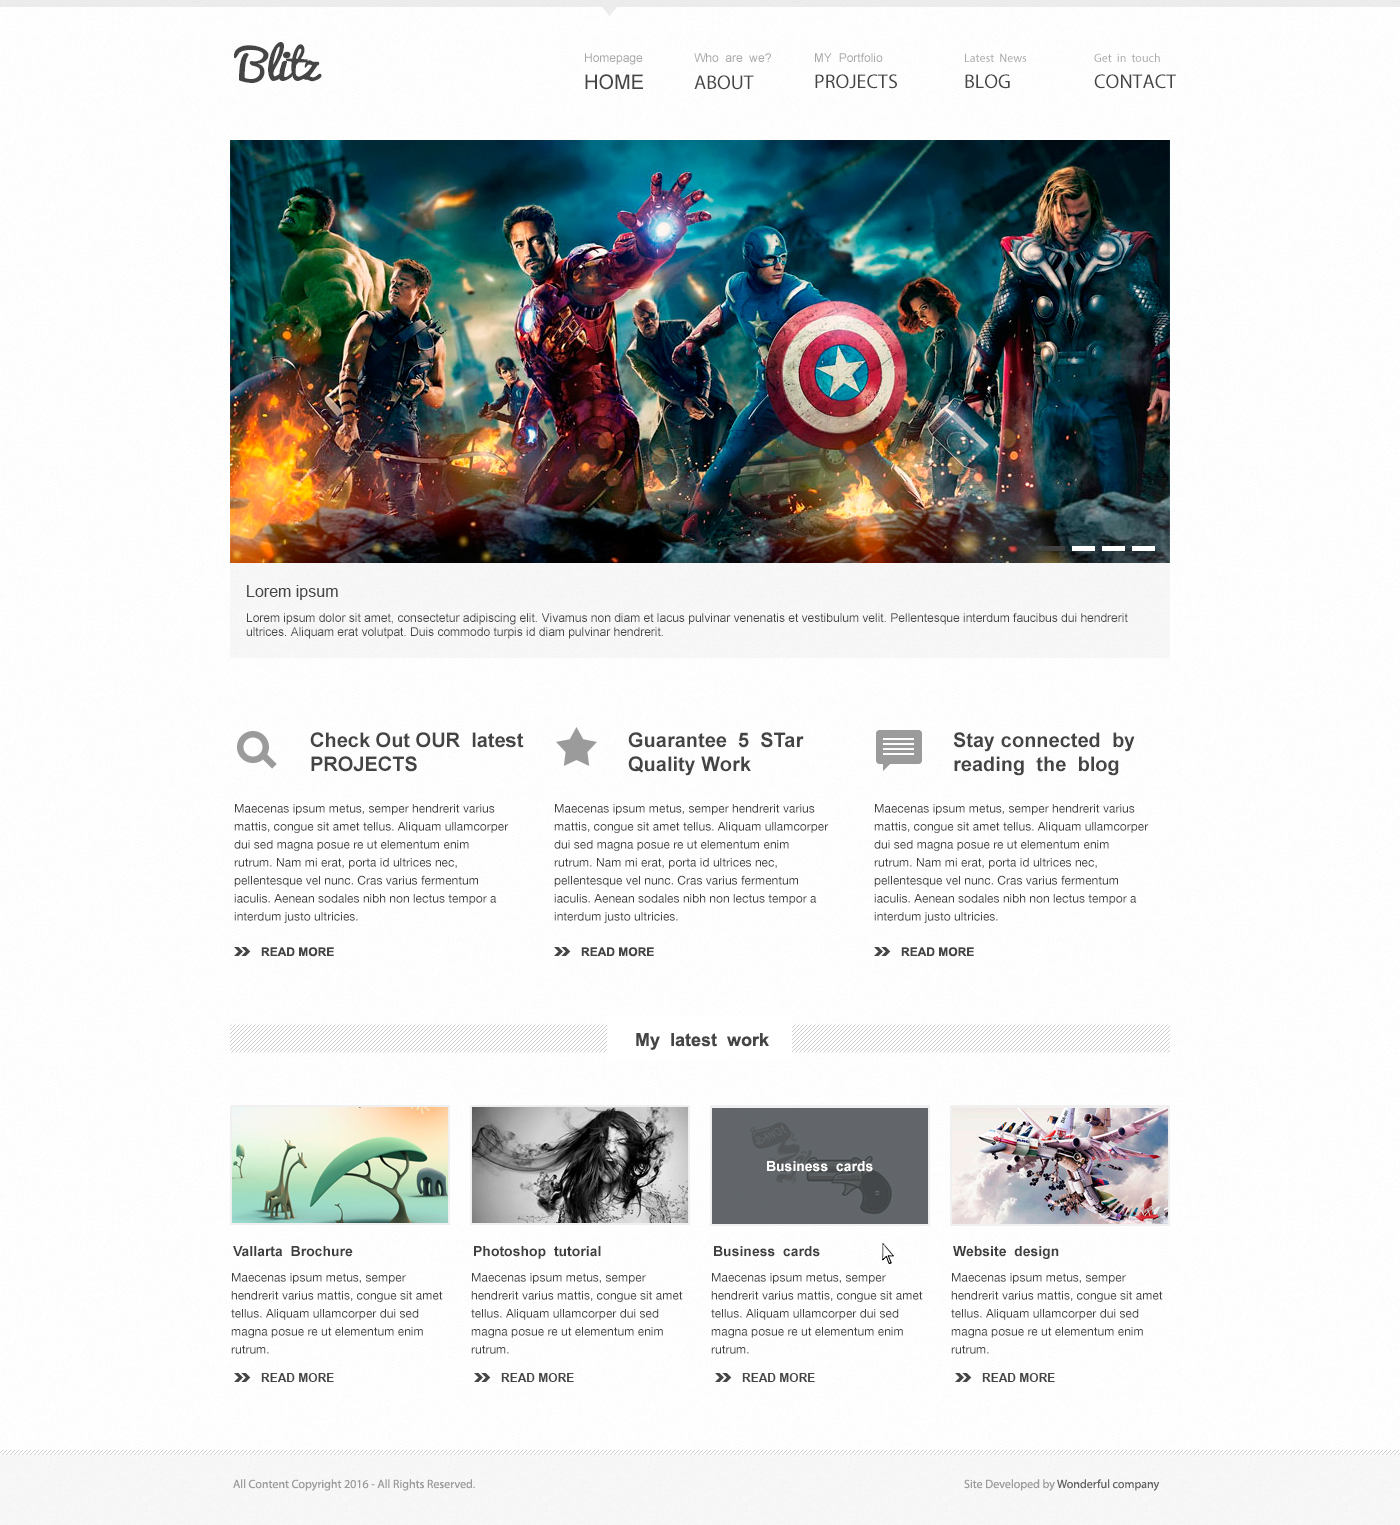 Blitz
Homepage
HOME
Who are we?
ABOUT
MY Portfolio
PROJECTS
Latest News
BLOG
Get in touch
CONTACT
Lorem ipsum
Lorem ipsum dolor sit amet, consectetur adipiscing elit. Vivamus non diam et lacus pulvinar venenatis et vestibulum velit. Pellentesque interdum faucibus dui hendrerit
ultrices. Aliquam erat volutpat. Duis commodo turpis id diam pulvinar hendrerit.
Check Out OUR latest
PROJECTS
Maecenas ipsum metus, semper hendrerit varius
mattis, congue sit amet tellus. Aliquam ullamcorper
dui sed magna posue re ut elementum enim
rutrum. Nam mi erat, porta id ultrices nec,
pellentesque vel nunc. Cras varius fermentum
iaculis. Aenean sodales nibh non lectus tempor a
interdum justo ultricies.
READ MORE
Guarantee 5 STar
Quality Work
Maecenas ipsum metus, semper hendrerit varius
mattis, congue sit amet tellus. Aliquam ullamcorper
dui sed magna posue re ut elementum enim
rutrum. Nam mi erat, porta id ultrices nec,
pellentesque vel nunc. Cras varius fermentum
iaculis. Aenean sodales nibh non lectus tempor a
interdum justo ultricies.
READ MORE
Stay connected by
reading the blog
Maecenas ipsum metus, semper hendrerit varius
mattis, congue sit amet tellus. Aliquam ullamcorper
dui sed magna posue re ut elementum enim
rutrum. Nam mi erat, porta id ultrices nec,
pellentesque vel nunc. Cras varius fermentum
iaculis. Aenean sodales nibh non lectus tempor a
interdum justo ultricies.
READ MORE
My latest work
Vallarta Brochure
Maecenas ipsum metus, semper
hendrerit varius mattis, congue sit amet
tellus. Aliquam ullamcorper dui sed
magna posue re ut elementum enim
rutrum.
READ MORE
Photoshop tutorial
Maecenas ipsum metus, semper
hendrerit varius mattis, congue sit amet
tellus. Aliquam ullamcorper dui sed
magna posue re ut elementum enim
rutrum.
READ MORE
Business cards
Business cards
Maecenas ipsum metus, semper
hendrerit varius mattis, congue sit amet
tellus. Aliquam ullamcorper dui sed
magna posue re ut elementum enim
rutrum.
READ MORE
Website design
Maecenas ipsum metus, semper
hendrerit varius mattis, congue sit amet
tellus. Aliquam ullamcorper dui sed
magna posue re ut elementum enim
rutrum.
READ MORE
All Content Copyright 2016 - All Rights Reserved.
Site Developed by Wonderful company